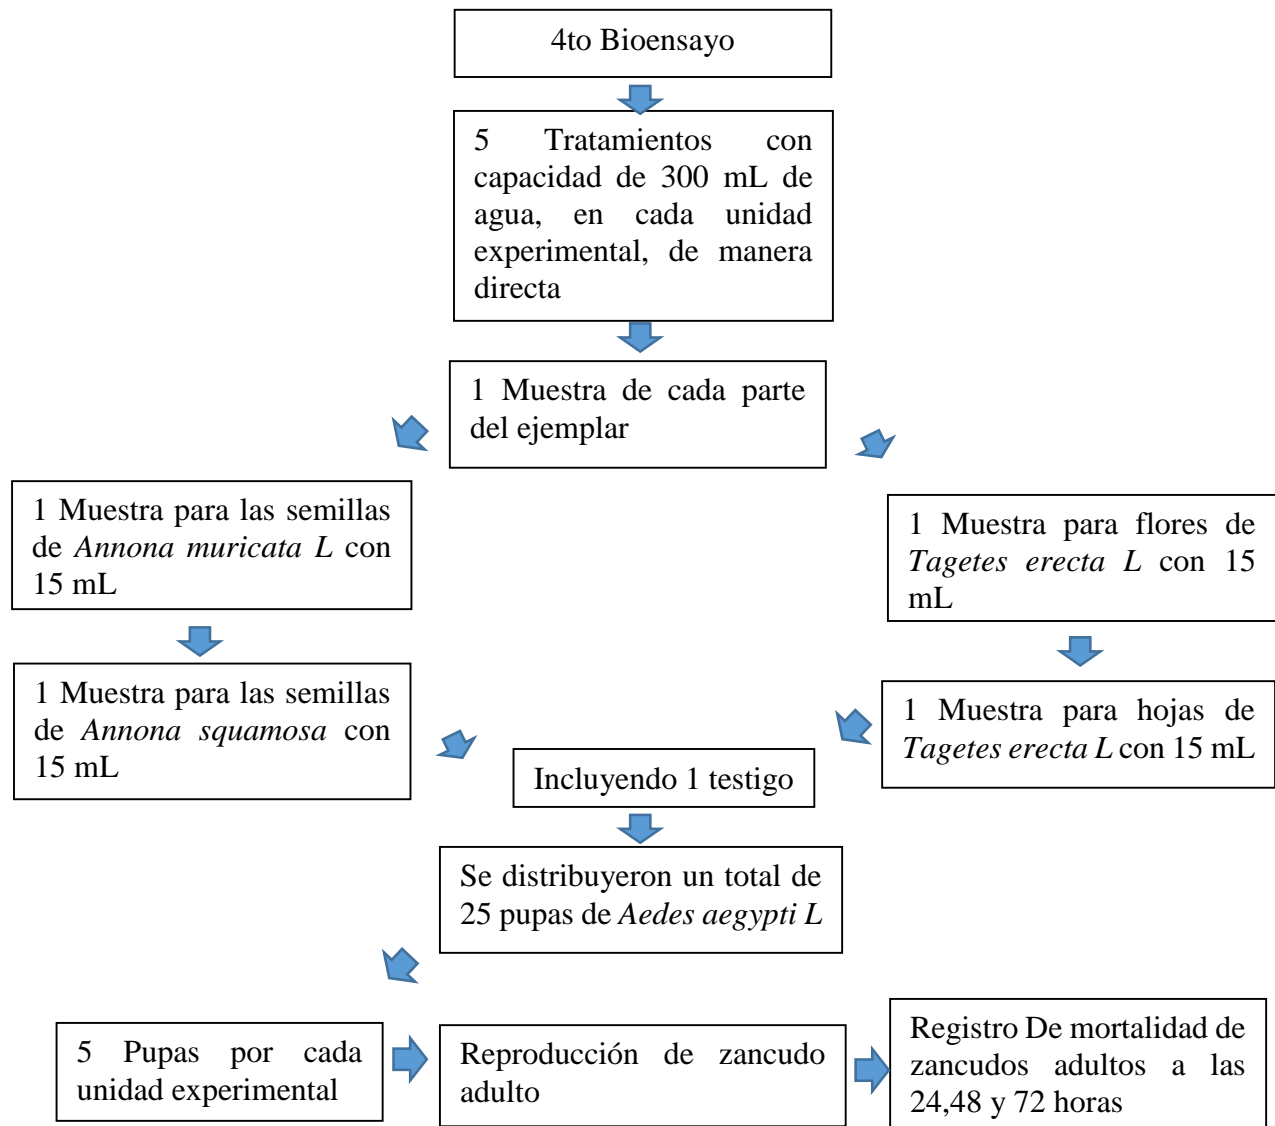 4to Bioensayo
5 Tratamientos con
capacidad de 300 mL de
agua, en cada unidad
experimental, de manera
directa
1 Muestra de cada parte
del ejemplar
1 Muestra para las semillas
de Annona muricata L con
15 mL
1 Muestra para flores de
Tagetes erecta L con 15
mL
1 Muestra para las semillas
de Annona squamosa con
15 mL
1 Muestra para hojas de
Tagetes erecta L con 15 mL
Incluyendo 1 testigo
Se distribuyeron un total de
25 pupas de Aedes aegypti L
5 Pupas por cada
unidad experimental
Reproducción de zancudo
adulto
Registro De mortalidad de
zancudos adultos a las
24,48 y 72 horas